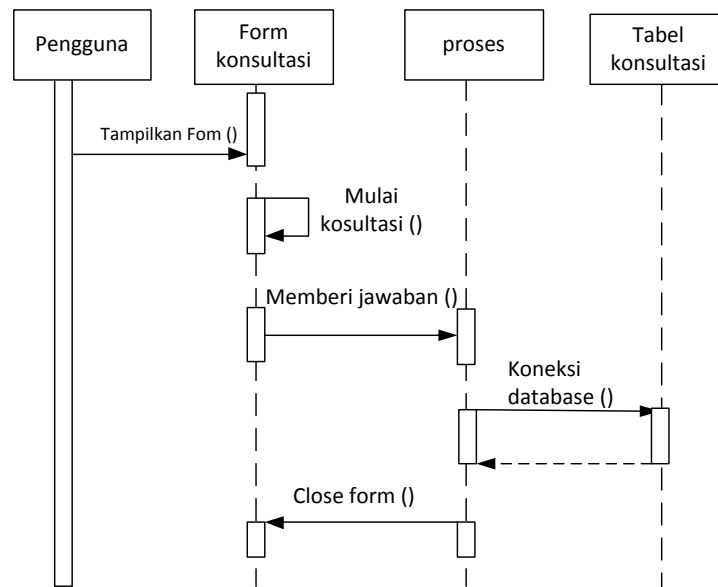 Pengguna
Form
konsultasi
proses
Tabel
konsultasi
Tampilkan Fom ()
Mulai
kosultasi ()
Memberi jawaban ()
Koneksi
database ()
Close form ()